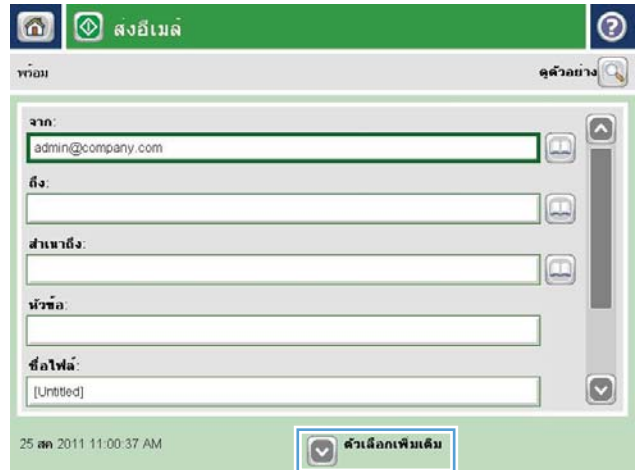 ส่งอีเมล์
พร้อม
ดูตัวอย่าง
จาก:
admin@company.com
ถึง:
สำเนาถึง:
หัวข้อ:
ชื่อไฟล์:
[Untitled]
25 สค 2011 11:00:37 AM
ตัวเลือกเพิ่มเติม